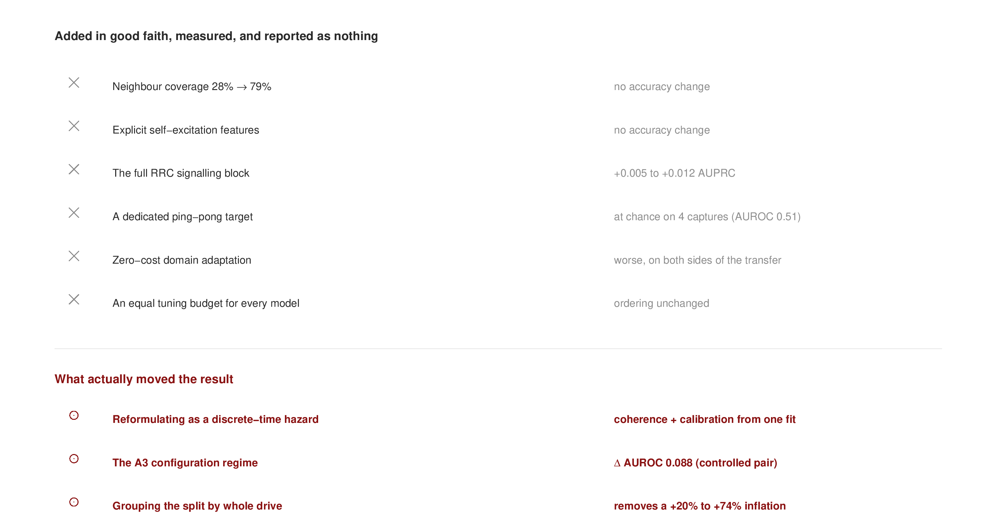 Added in good faith, measured, and reported as nothing
Neighbour coverage 28% → 79% no accuracy change
Explicit self–excitation features no accuracy change
The full RRC signalling block +0.005 to +0.012 AUPRC
A dedicated ping–pong target at chance on 4 captures (AUROC 0.51)
Zero–cost domain adaptation worse, on both sides of the transfer
An equal tuning budget for every model ordering unchanged
What actually moved the result
Reformulating as a discrete–time hazard coherence + calibration from one fit
The A3 configuration regime Δ AUROC 0.088 (controlled pair)
Grouping the split by whole drive removes a +20% to +74% inflation